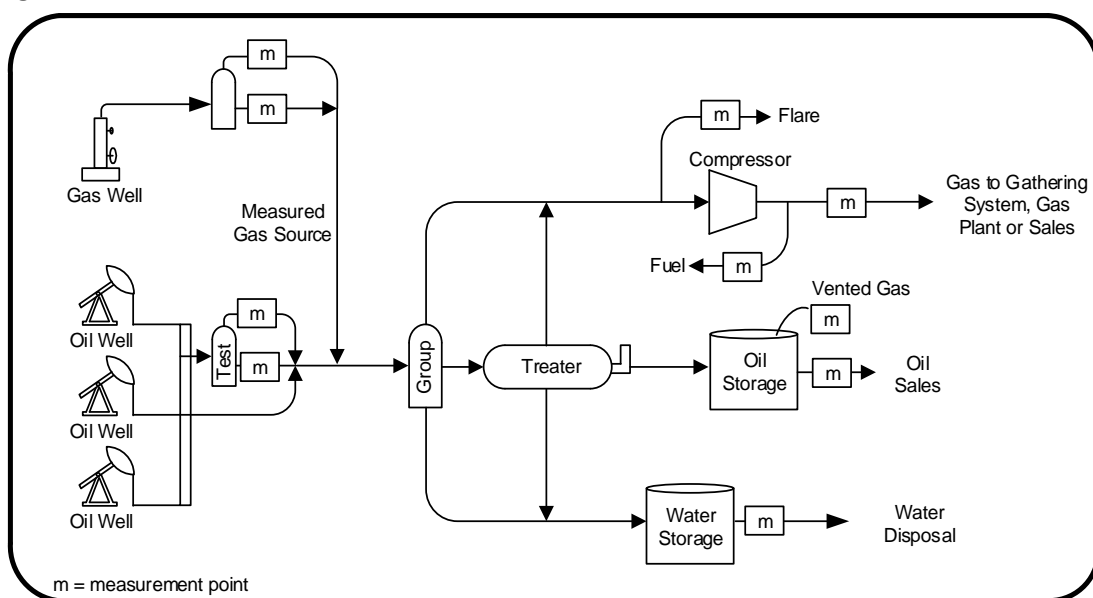 m
m
Gas Well
Measured
Gas Source
m
Flare
Compressor
m
Gas to Gathering
System, Gas
Plant or Sales
Fuel
m
Oil Well
Oil Well
Oil Well
Test
m
m
Group
Treater
Vented Gas
m
Oil
Storage
m
Oil
Sales
Water
Storage
m
Water
Disposal
m = measurement point